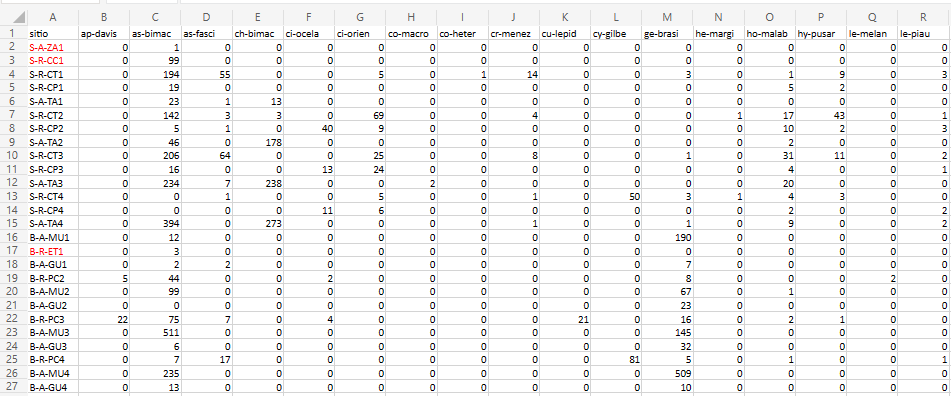 A B C D E F G H I J K L M N O P Q R
1 sitio ap-davis as-bimac as-fasci ch-bimac ci-ocela ci-orien co-macro co-heter cr-menez cu-lepid cy-gilbe ge-brasi he-margi ho-malab hy-pusar le-melan le-piau
2 S-A-ZA1 0 1 0 0 0 0 0 0 0 0 0 0 0 0 0 0 0
3 S-R-CC1 0 99 0 0 0 0 0 0 0 0 0 0 0 0 0 0 0
4 S-R-CT1 0 194 55 0 0 5 0 1 14 0 0 3 0 1 9 0 3
5 S-R-CP1 0 19 0 0 0 0 0 0 0 0 0 0 0 5 2 0 0
6 S-A-TA1 0 23 1 13 0 0 0 0 0 0 0 0 0 0 0 0 0
7 S-R-CT2 0 142 3 3 0 69 0 0 4 0 0 0 1 17 43 0 1
8 S-R-CP2 0 5 1 0 40 9 0 0 0 0 0 0 0 10 2 0 3
9 S-A-TA2 0 46 0 178 0 0 0 0 0 0 0 0 0 2 0 0 0
10 S-R-CT3 0 206 64 0 0 25 0 0 8 0 0 1 0 31 11 0 2
11 S-R-CP3 0 16 0 0 13 24 0 0 0 0 0 0 0 4 0 0 1
12 S-A-TA3 0 234 7 238 0 0 2 0 0 0 0 0 0 20 0 0 0
13 S-R-CT4 0 0 1 0 0 5 0 0 1 0 50 3 1 4 3 0 0
14 S-R-CP4 0 0 0 0 11 6 0 0 0 0 0 0 0 2 0 0 2
15 S-A-TA4 0 394 0 273 0 0 0 0 1 0 0 1 0 9 0 0 2
16 B-A-MU1 0 12 0 0 0 0 0 0 0 0 0 190 0 0 0 0 0
17 B-R-ET1 0 3 0 0 0 0 0 0 0 0 0 0 0 0 0 0 0
18 B-A-GU1 0 2 2 0 0 0 0 0 0 0 0 7 0 0 0 0 0
19 B-R-PC2 5 44 0 0 2 0 0 0 0 0 0 8 0 0 0 2 0
20 B-A-MU2 0 99 0 0 0 0 0 0 0 0 0 67 0 1 0 0 0
21 B-A-GU2 0 0 0 0 0 0 0 0 0 0 0 23 0 0 0 0 0
22 B-R-PC3 22 75 7 0 4 0 0 0 0 21 0 16 0 2 1 0 0
23 B-A-MU3 0 511 0 0 0 0 0 0 0 0 0 145 0 0 0 0 0
24 B-A-GU3 0 6 0 0 0 0 0 0 0 0 0 32 0 0 0 0 0
25 B-R-PC4 0 7 17 0 0 0 0 0 0 0 81 5 0 1 0 0 1
26 B-A-MU4 0 235 0 0 0 0 0 0 0 0 0 509 0 0 0 0 0
27 B-A-GU4 0 13 0 0 0 0 0 0 0 0 0 10 0 0 0 0 0